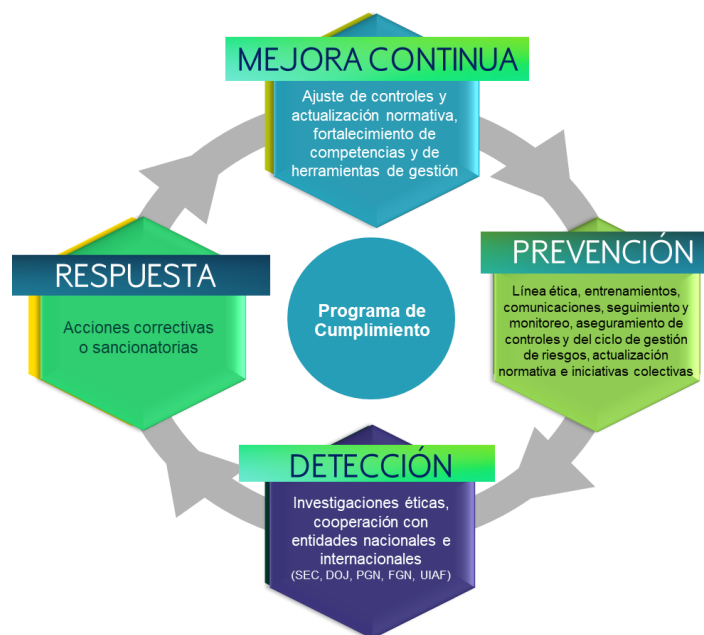 MEJORA CONTINUA
Ajuste de controles y
actualización normativa,
fortalecimiento de
competencias y de
herramientas de gestión
PREVENCIÓN
Línea ética, entrenamientos,
comunicaciones, seguimiento y
monitoreo, aseguramiento de
controles y del ciclo de gestión
de riesgos, actualización
normativa e iniciativas colectivas
RESPUESTA
Acciones correctivas
o sancionatorias
Programa de
Cumplimiento
DETECCIÓN
Investigaciones éticas,
cooperación con
entidades nacionales e
internacionales
(SEC, DOJ, PGN, FGN, UIAF)